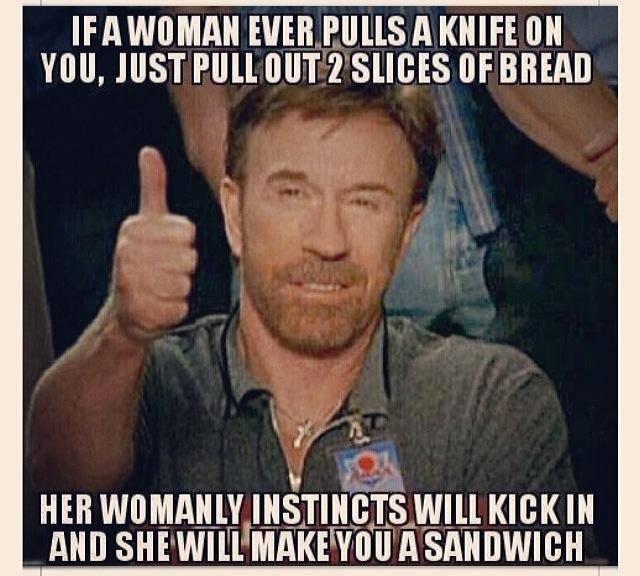 IF A WOMAN EVER PULLS A KNIFE ON
YOU, JUST PULL OUT 2 SLICES OF BREAD
HER WOMANLY INSTINCTS WILL KICK IN
AND SHE WILL MAKE YOU A SANDWICH